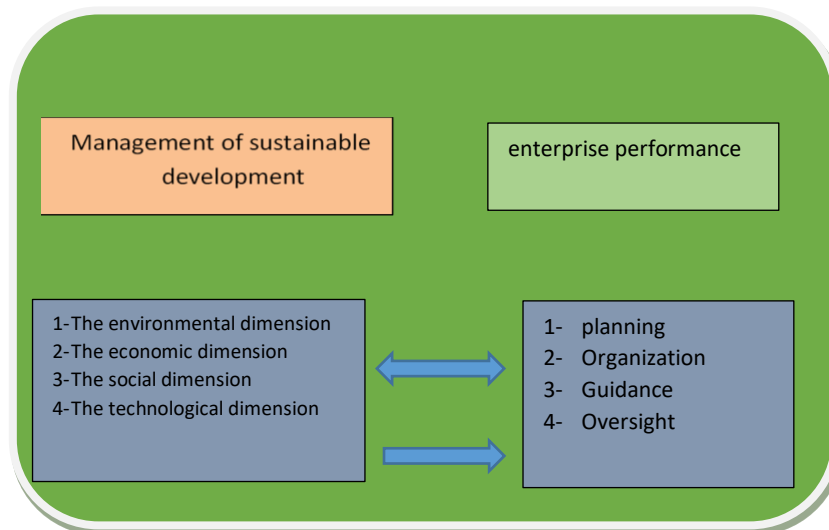 Management of sustainable
development
enterprise performance
1-The environmental dimension
2-The economic dimension
3-The social dimension
4-The technological dimension
1- planning
2- Organization
3- Guidance
4- Oversight